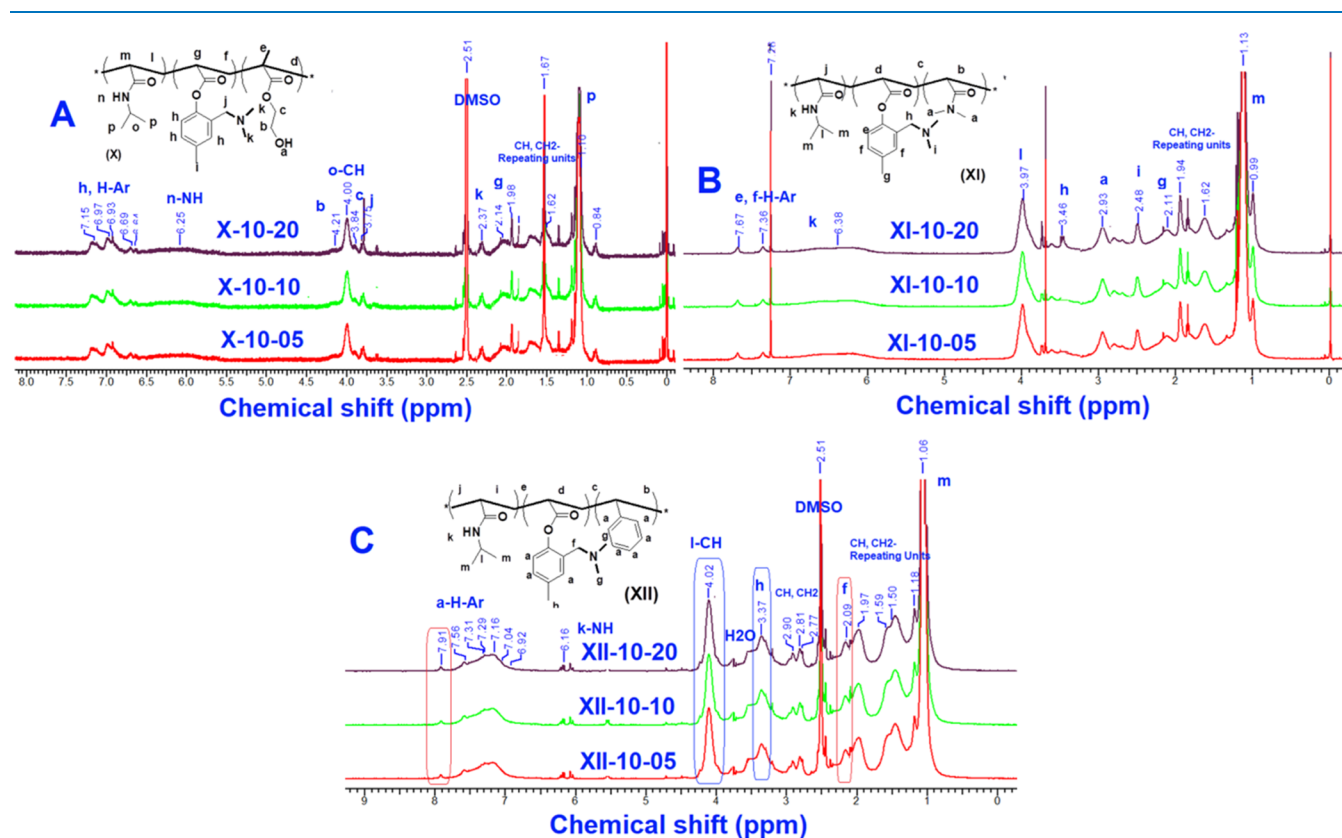 A
m l g f e d
* O O O *
n HN O O
j k c
p o p h N b
h h k OH
a
(X) i
h, H-Ar
7.15 6.97 6.93 6.69
n-NH
6.25
o-CH
b 4.21 4.00 3.84 c 3.75 j
DMSO
2.51
k 2.37
g 2.14 1.98
CH, CH2-
Repeating units
1.67
1.62
p
1.10
0.84
X-10-20
X-10-10
X-10-05
8.0 7.5 7.0 6.5 6.0 5.5 5.0 4.5 4.0 3.5 3.0 2.5 2.0 1.5 1.0 0.5 0
Chemical shift (ppm)
B
j d c b
* O O O *
k HN O a N a
l m e h N
m f f i
g
(XI)
7.26
e, f-H-Ar
7.67 7.36
k
6.38
l
3.97
h
3.46
a
2.93
i
2.48
g
2.11
CH, CH2-
Repeating units
1.94
1.62
1.13
m
0.99
XI-10-20
XI-10-10
XI-10-05
8 7 6 5 4 3 2 1 0
Chemical shift (ppm)
C
j i e d c b
* O O *
k HN O a a
m l m a f N g a a
a a g
h
(XII)
a-H-Ar
7.91 7.56 7.31 7.29 7.16 7.04 6.92
k-NH
6.16
l-CH
4.02
H2O
h
3.37
CH, CH2
2.90 2.81 2.77
2.51
DMSO
f
2.09
CH, CH2-
Repeating Units
1.97 1.59 1.50 1.18
1.06
m
XII-10-20
XII-10-10
XII-10-05
9 8 7 6 5 4 3 2 1 0
Chemical shift (ppm)